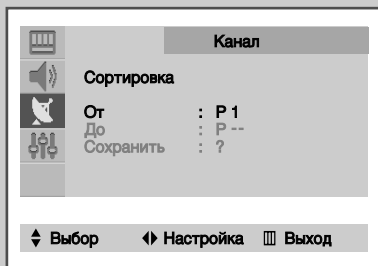 Канал
Сортировка
От : P 1
До : P --
Сохранить : ?
Выбор Настройка Выход